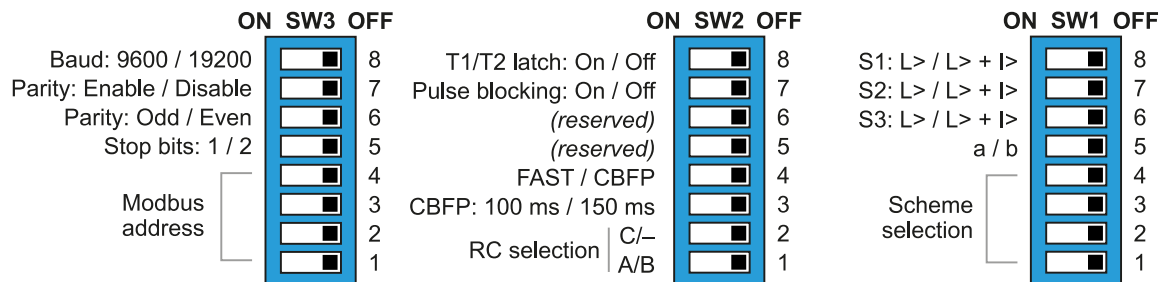 ON SW3 OFF
Baud: 9600 / 19200 8
Parity: Enable / Disable 7
Parity: Odd / Even 6
Stop bits: 1 / 2 5
4
Modbus address 3
2
1
ON SW2 OFF
T1/T2 latch: On / Off 8
Pulse blocking: On / Off 7
(reserved) 6
(reserved) 5
FAST / CBFP 4
CBFP: 100 ms / 150 ms 3
RC selection C/– 2
A/B 1
ON SW1 OFF
S1: L> / L> + I> 8
S2: L> / L> + I> 7
S3: L> / L> + I> 6
a / b 5
4
Scheme selection 3
2
1